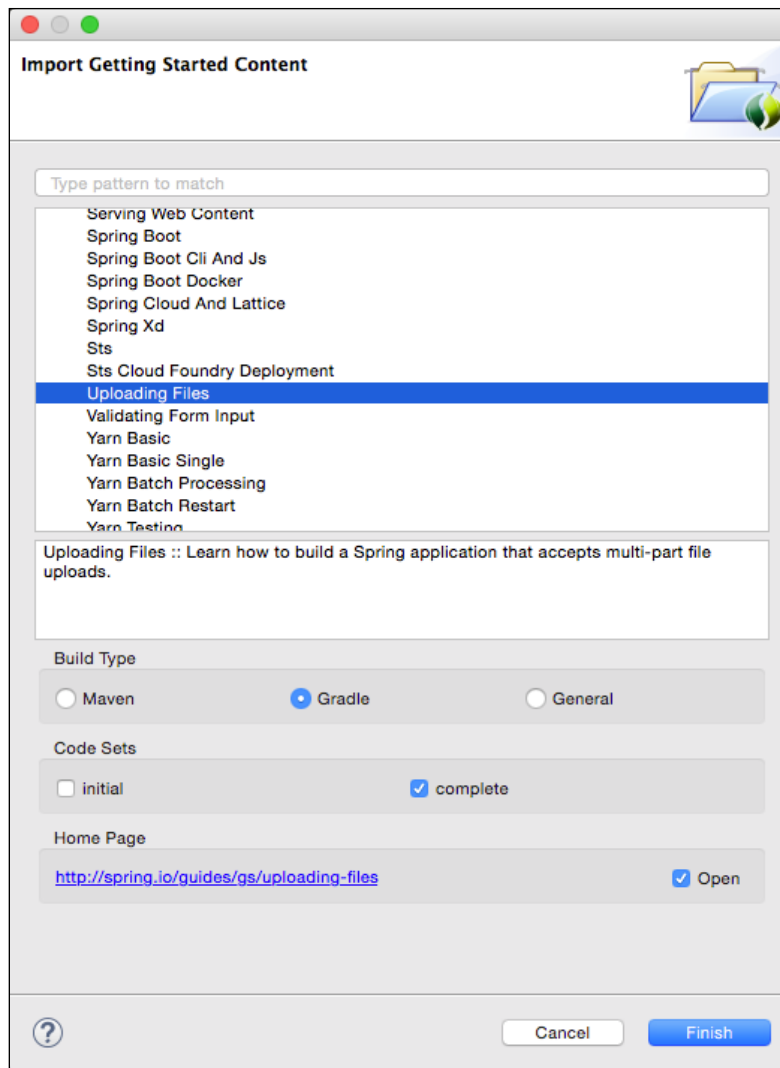 Import Getting Started Content
Type pattern to match
Serving Web Content
Spring Boot
Spring Boot Cli And Js
Spring Boot Docker
Spring Cloud And Lattice
Spring Xd
Sts
Sts Cloud Foundry Deployment
Uploading Files
Validating Form Input
Yarn Basic
Yarn Basic Single
Yarn Batch Processing
Yarn Batch Restart
Yarn Testing
Uploading Files :: Learn how to build a Spring application that accepts multi-part file
uploads.
Build Type
Maven Gradle General
Code Sets
initial complete
Home Page
http://spring.io/guides/gs/uploading-files Open
? Cancel Finish